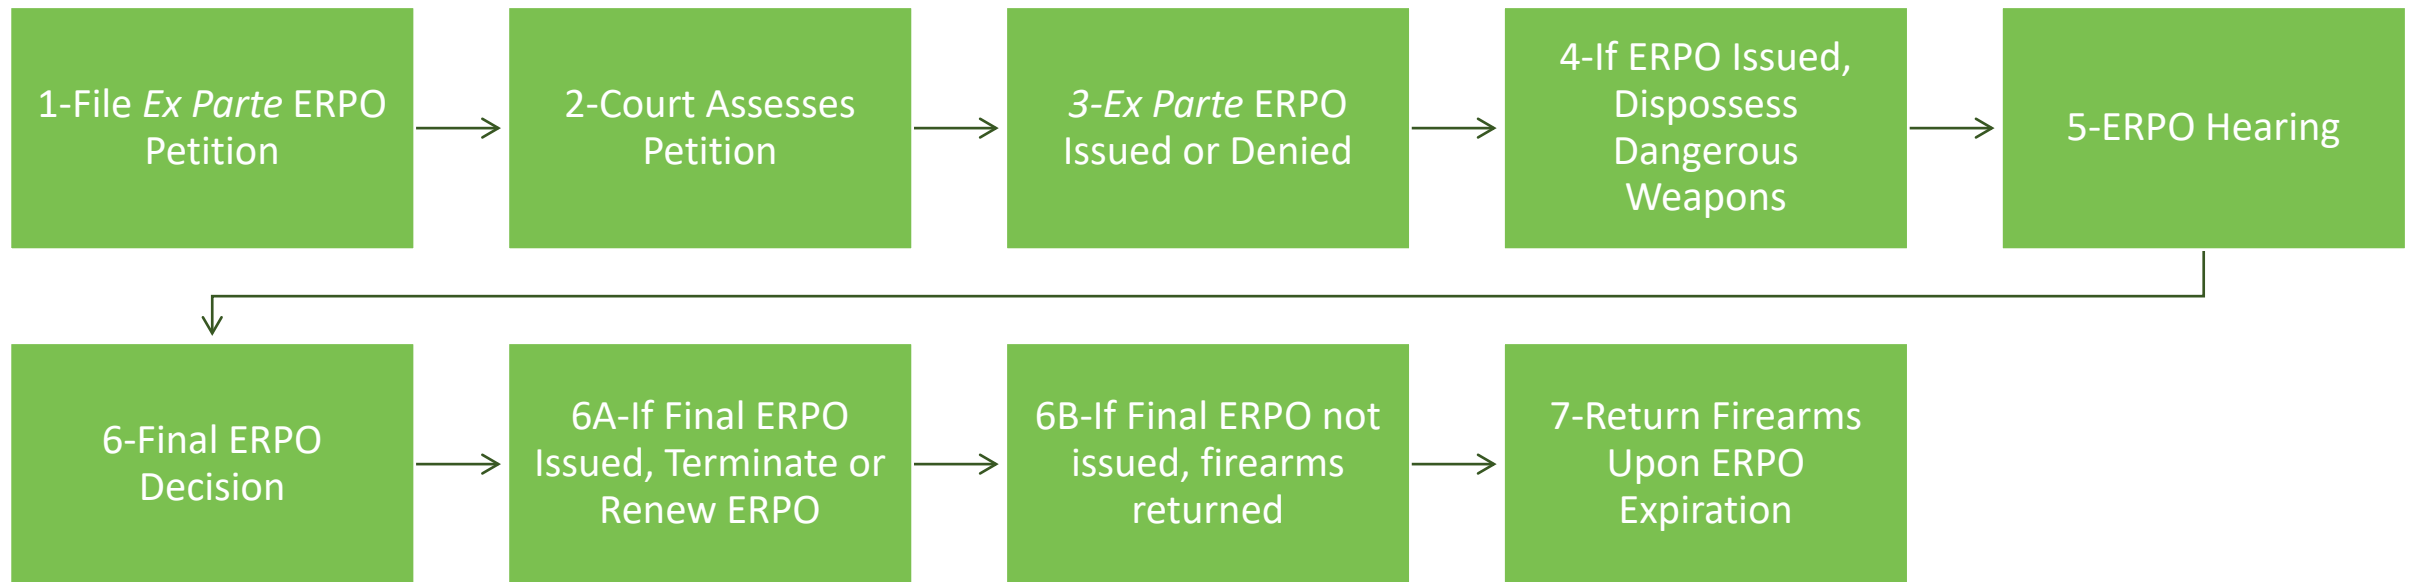 1-File Ex Parte ERPO
Petition
2-Court Assesses
Petition
3-Ex Parte ERPO
Issued or Denied
4-If ERPO Issued,
Dispossess
Dangerous
Weapons
5-ERPO Hearing
6-Final ERPO
Decision
6A-If Final ERPO
Issued, Terminate or
Renew ERPO
6B-If Final ERPO not
issued, firearms
returned
7-Return Firearms
Upon ERPO
Expiration